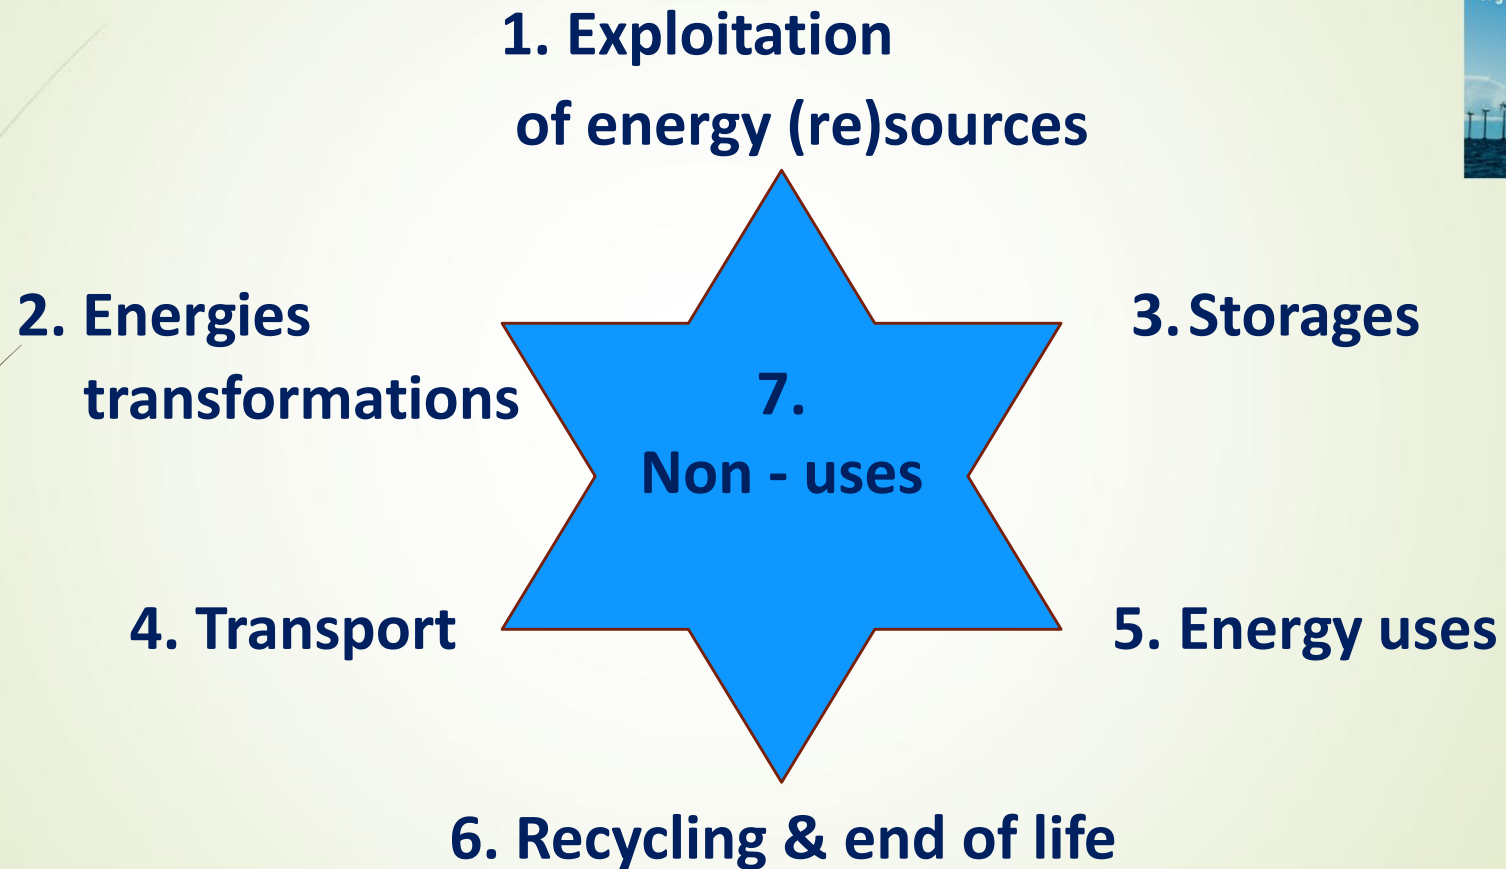 1. Exploitation
of energy (re)sources
2. Energies
transformations
3. Storages
7.
Non - uses
4. Transport
5. Energy uses
6. Recycling & end of life